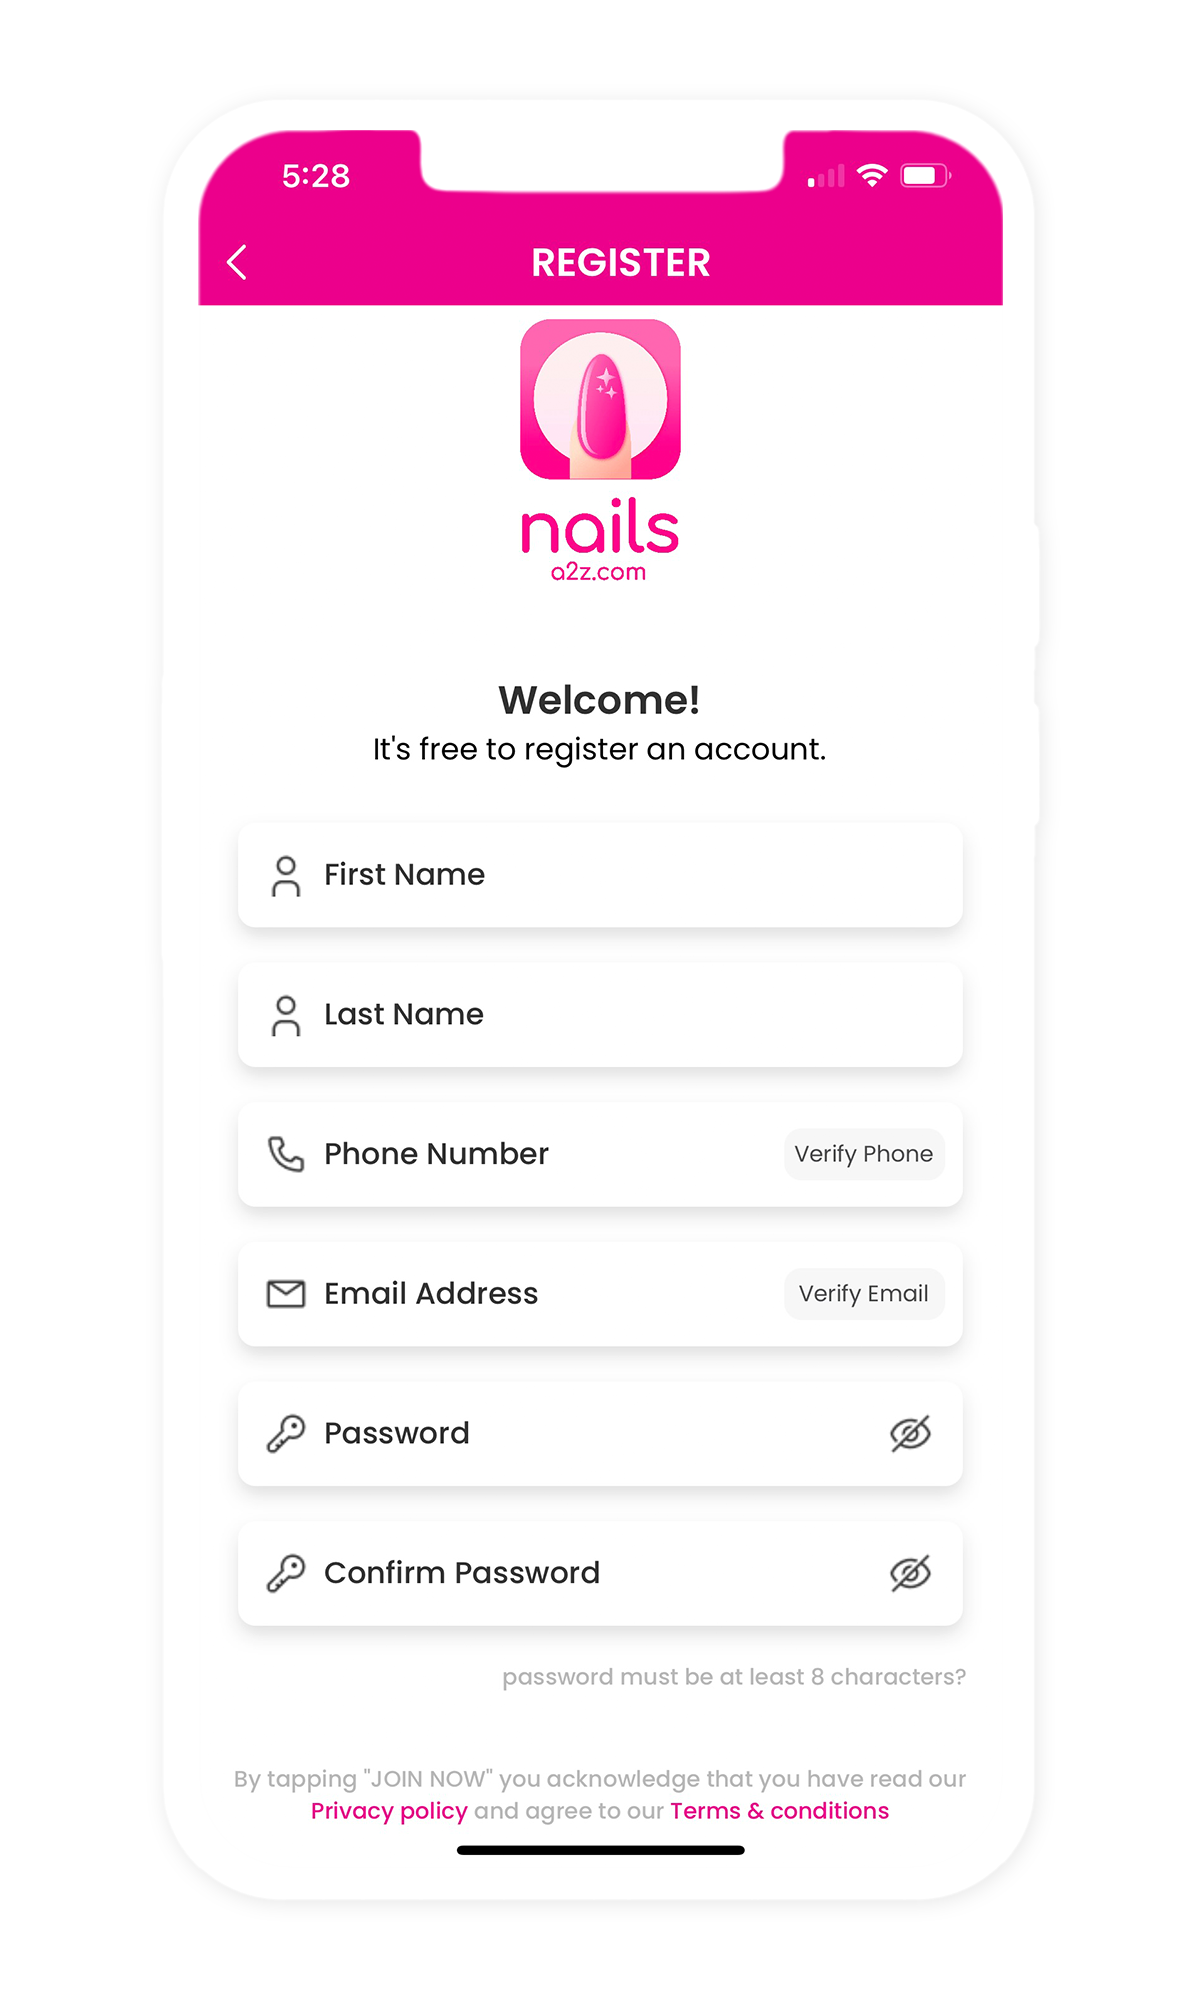 5:28
REGISTER
nails
a2z.com
Welcome!
It's free to register an account.
First Name
Last Name
Phone Number
Verify Phone
Email Address
Verify Email
Password
Confirm Password
password must be at least 8 characters?
By tapping "JOIN NOW" you acknowledge that you have read our
Privacy policy and agree to our Terms & conditions